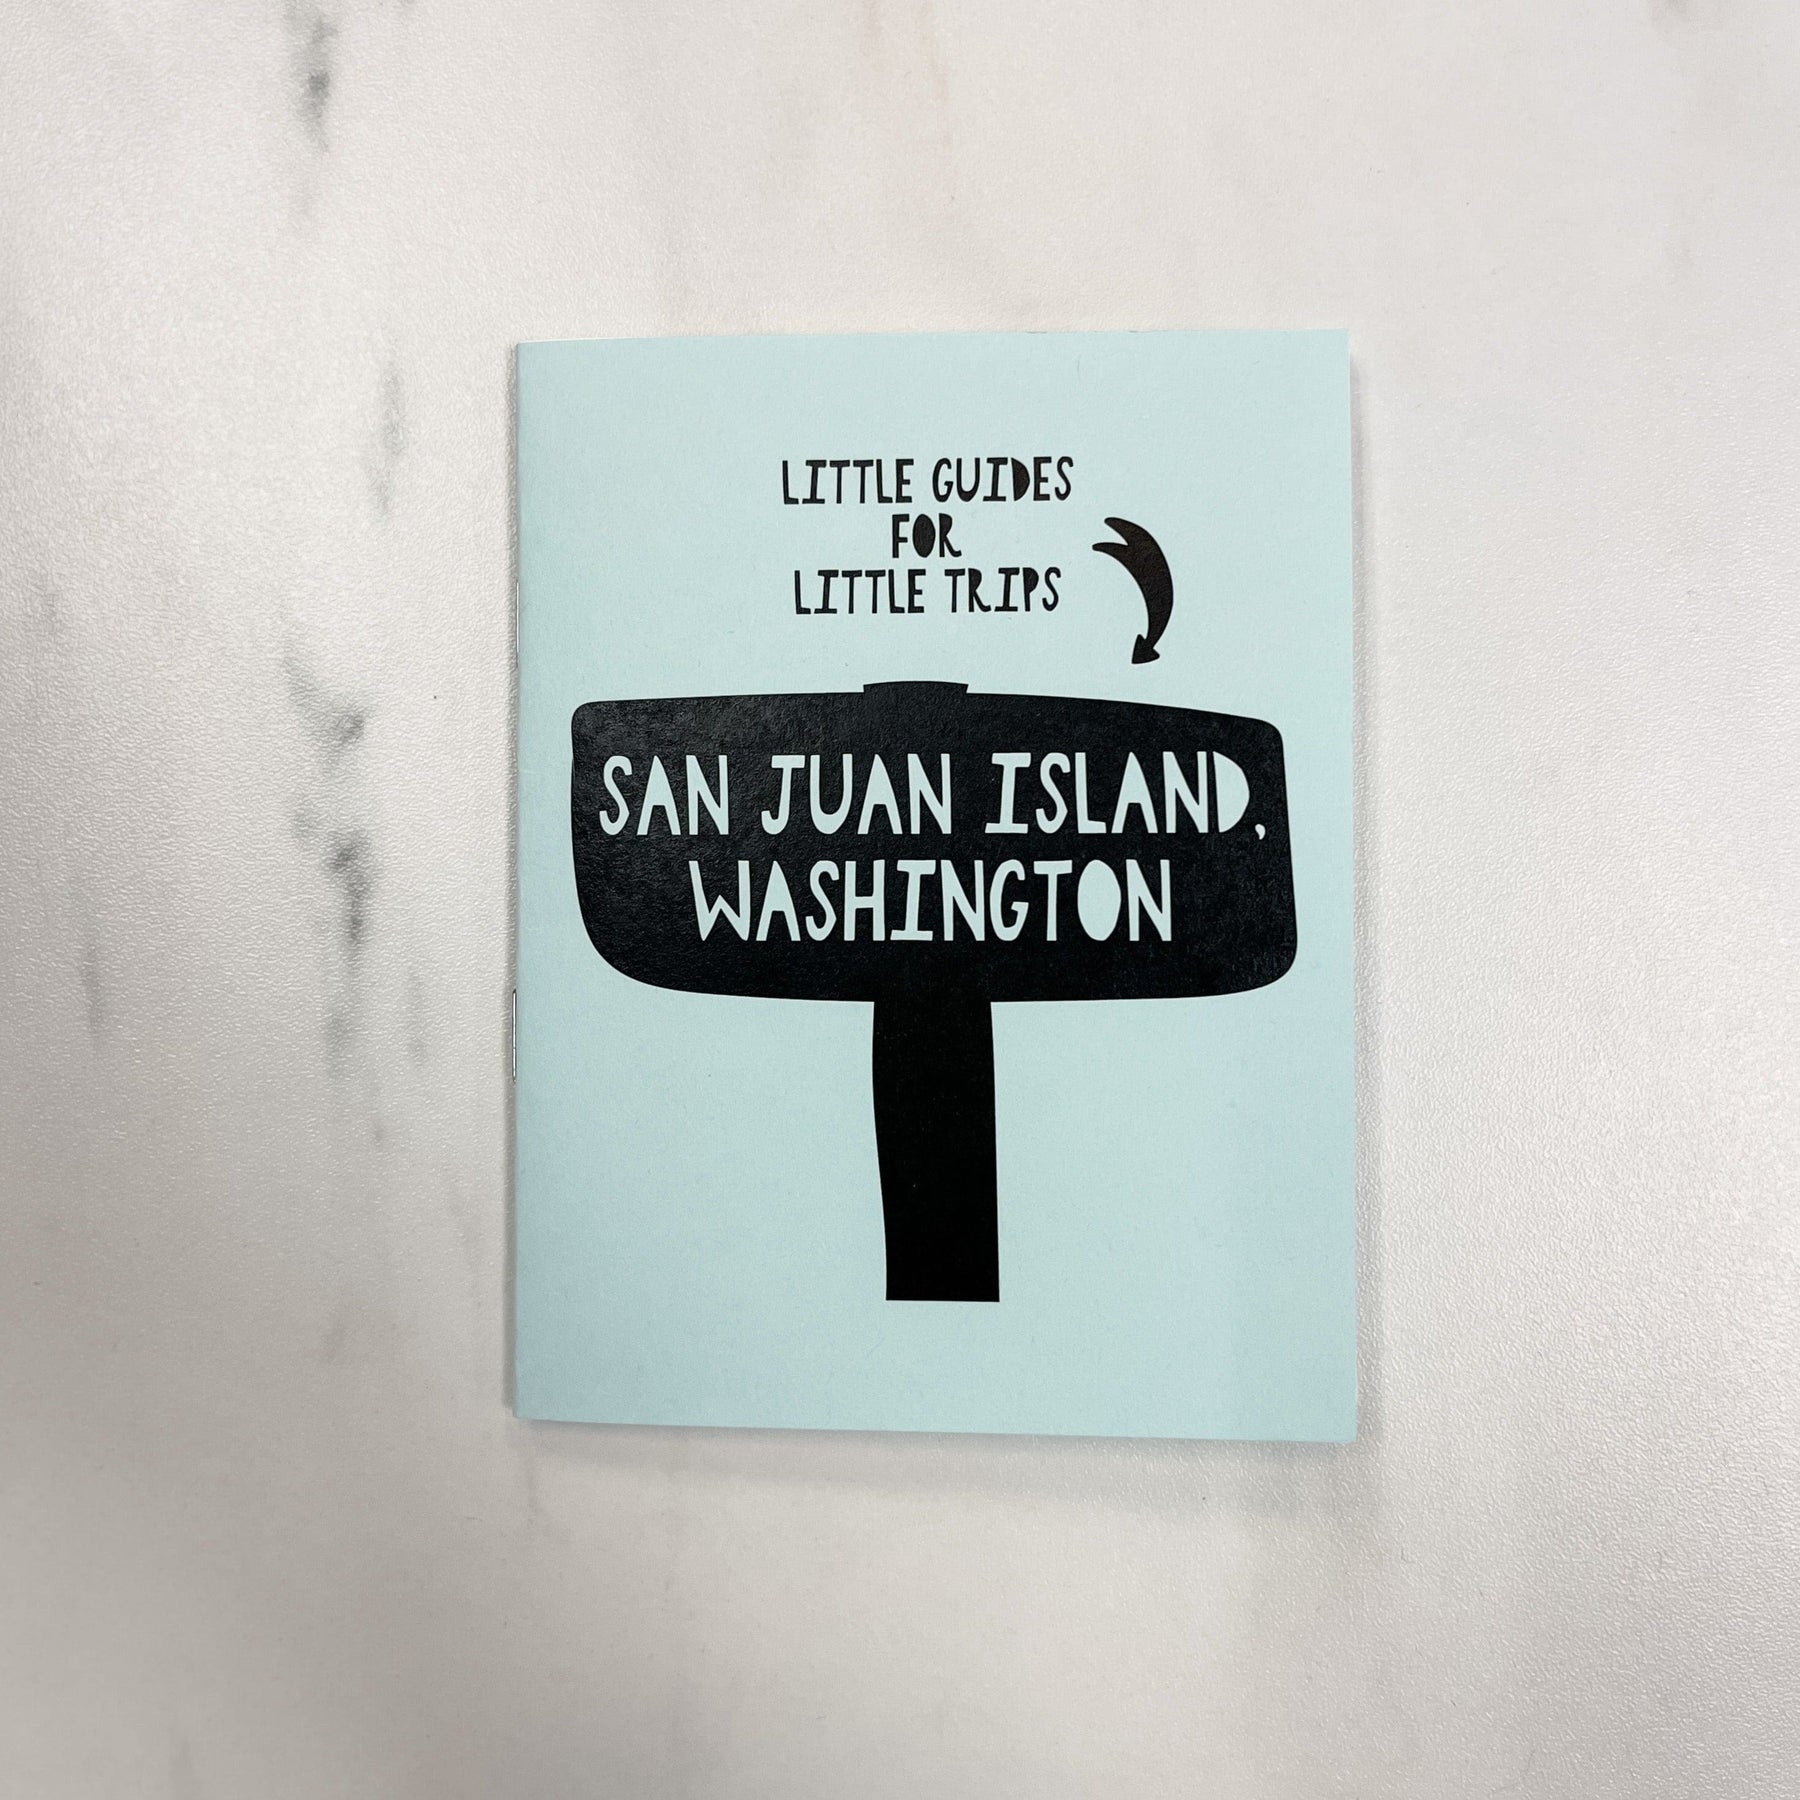 LITTLE GUIDES
FOR
LITTLE TRIPS
SAN JUAN ISLAND,
WASHINGTON